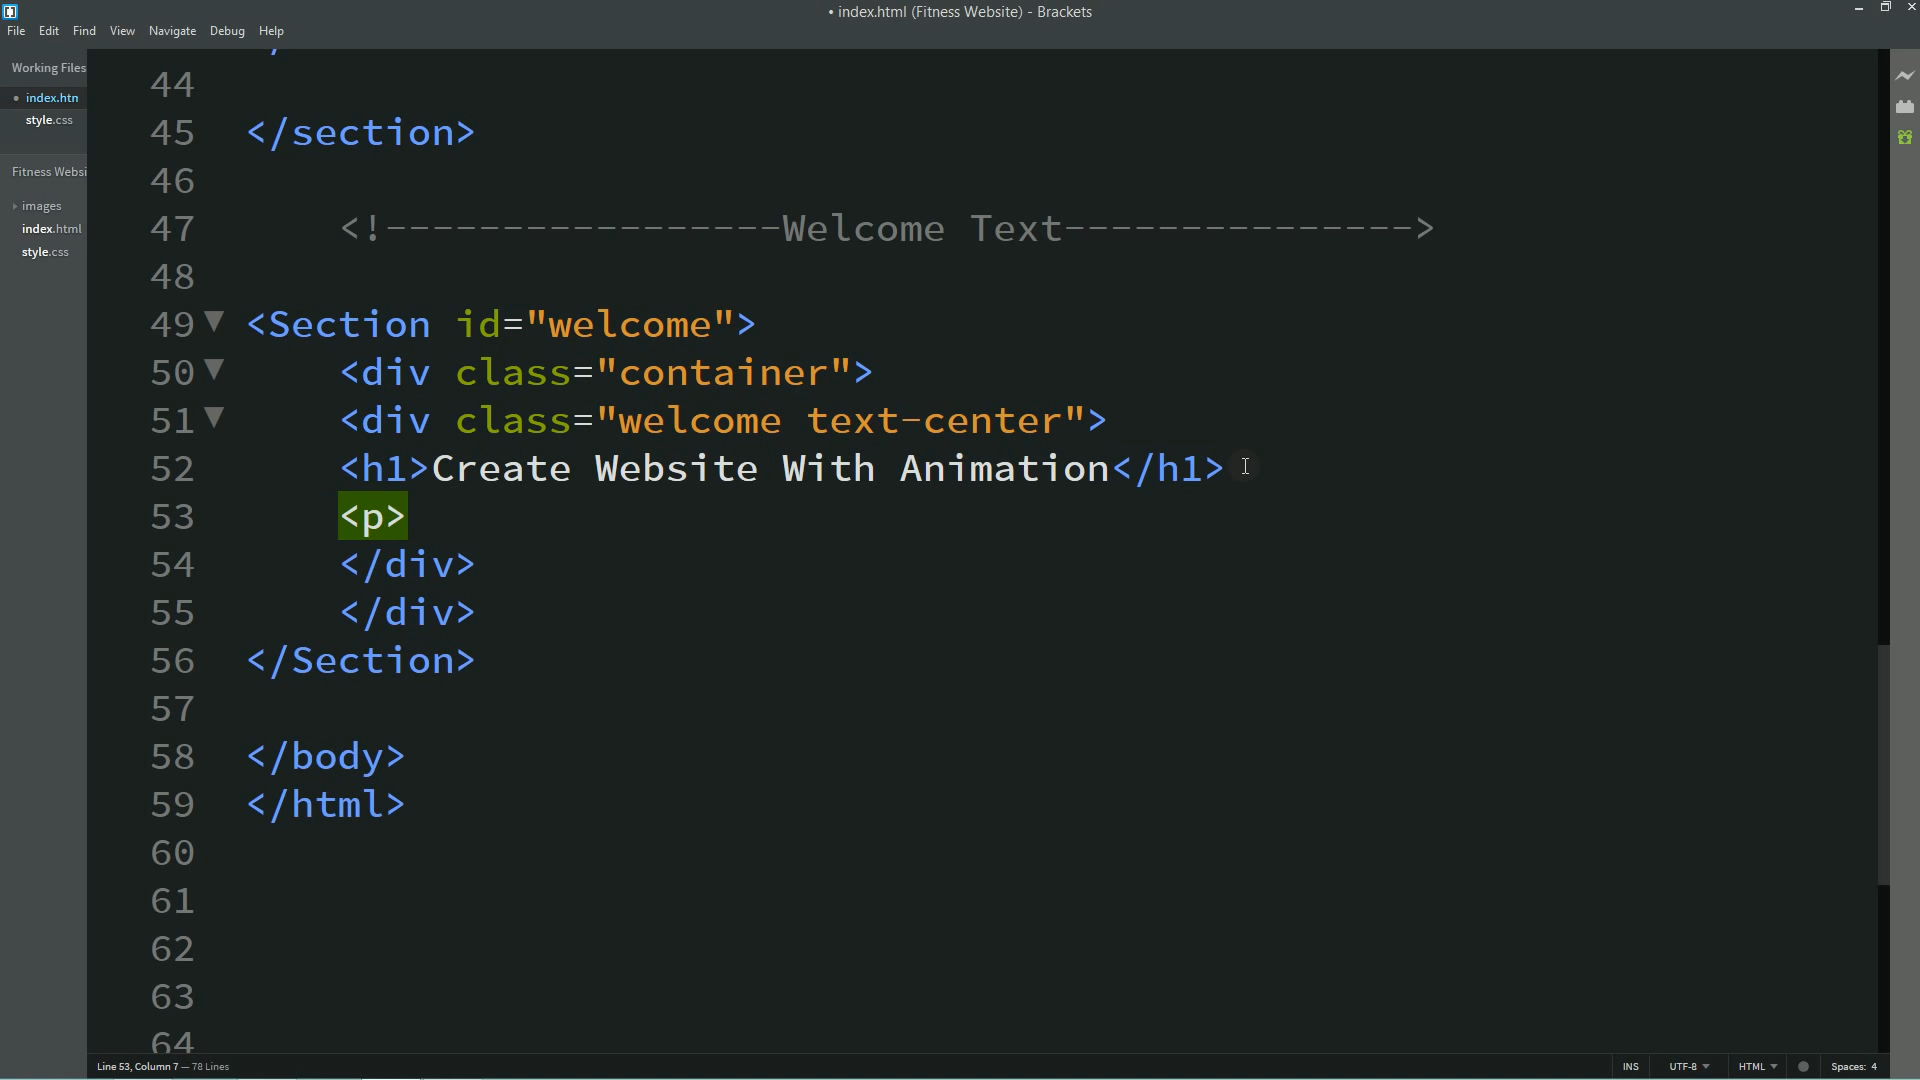 • index.html (Fitness Website) - Brackets
File Edit Find View Navigate Debug Help
Working Files
• index.htn
style.css
Fitness Websi
images
index.html
style.css
44
45 </section>
46
47 <!-----------------Welcome Text--------------->
48
49 <Section id="welcome">
50 <div class="container">
51 <div class="welcome text-center">
52 <h1>Create Website With Animation</h1>
53 <p>
54 </div>
55 </div>
56 </Section>
57
58 </body>
59 </html>
60
61
62
63
64
Line 53, Column 7 — 78 Lines INS UTF-8 HTML Spaces: 4